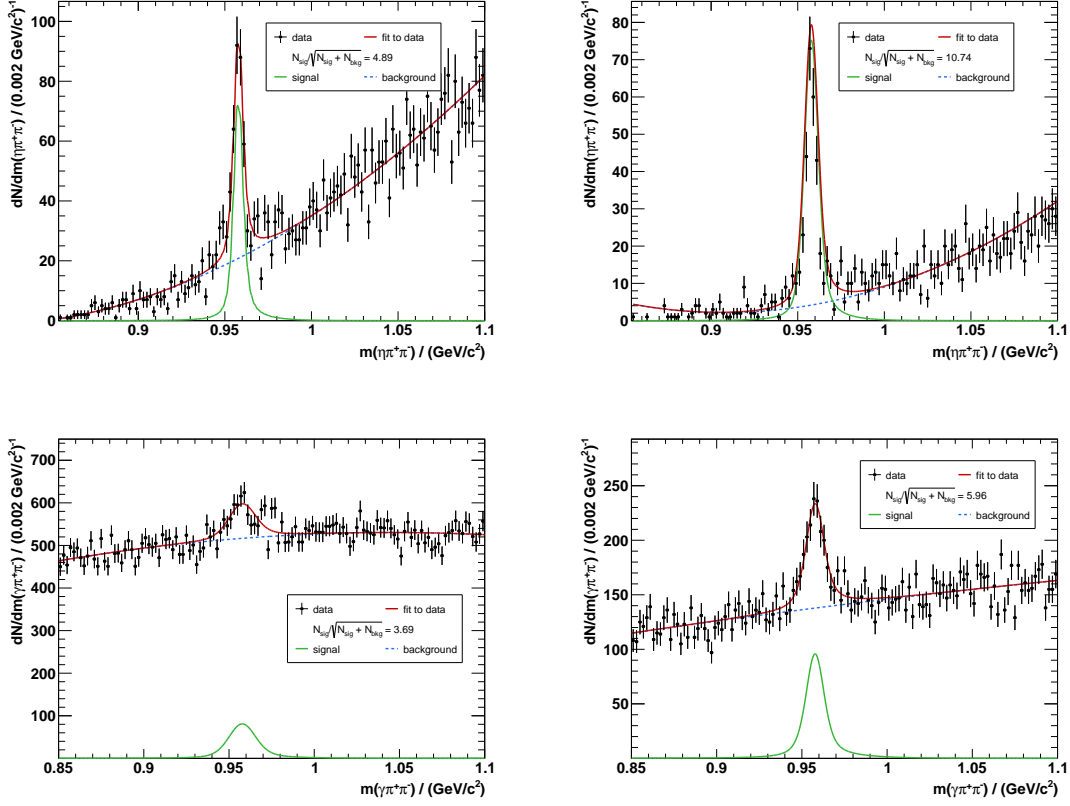 dN/dm(ηπ⁺π⁻) / (0.002 GeV/c²)⁻¹
100
80
60
40
20
0
data
fit to data
N_sig/√(N_sig + N_bkg) = 4.89
signal
background
0.9
0.95
1
1.05
1.1
m(ηπ⁺π⁻) / (GeV/c²)
dN/dm(ηπ⁺π⁻) / (0.002 GeV/c²)⁻¹
80
70
60
50
40
30
20
10
0
data
fit to data
N_sig/√(N_sig + N_bkg) = 10.74
signal
background
0.9
0.95
1
1.05
1.1
m(ηπ⁺π⁻) / (GeV/c²)
dN/dm(γπ⁺π⁻) / (0.002 GeV/c²)⁻¹
700
600
500
400
300
200
100
data
fit to data
N_sig/√(N_sig + N_bkg) = 3.69
signal
background
0.85
0.9
0.95
1
1.05
1.1
m(γπ⁺π⁻) / (GeV/c²)
dN/dm(γπ⁺π⁻) / (0.002 GeV/c²)⁻¹
250
200
150
100
50
data
fit to data
N_sig/√(N_sig + N_bkg) = 5.96
signal
background
0.85
0.9
0.95
1
1.05
1.1
m(γπ⁺π⁻) / (GeV/c²)